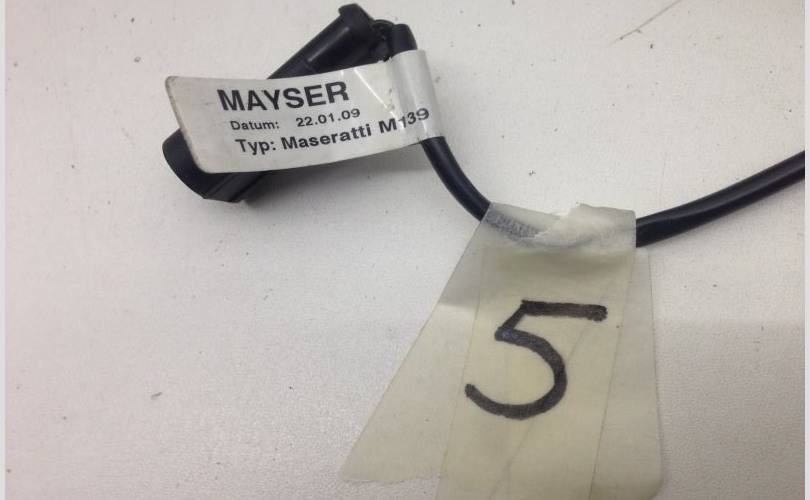 MAYSER
Datum: 22.01.09
Typ: Maseratti M139
5